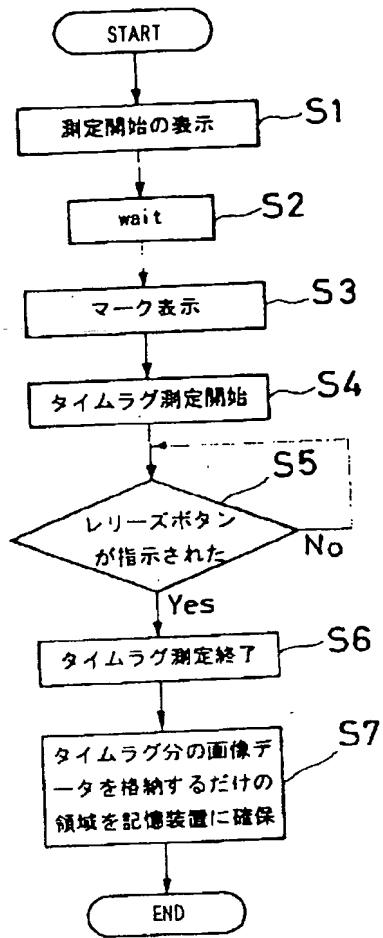 START
測定開始の表示
S1
wait
S2
マーク表示
S3
タイムラグ測定開始
S4
S5
レリーズボタン
が指示された
No
Yes
タイムラグ測定終了
S6
タイムラグ分の画像デ
ータを格納するだけの
領域を記憶装置に確保
S7
END